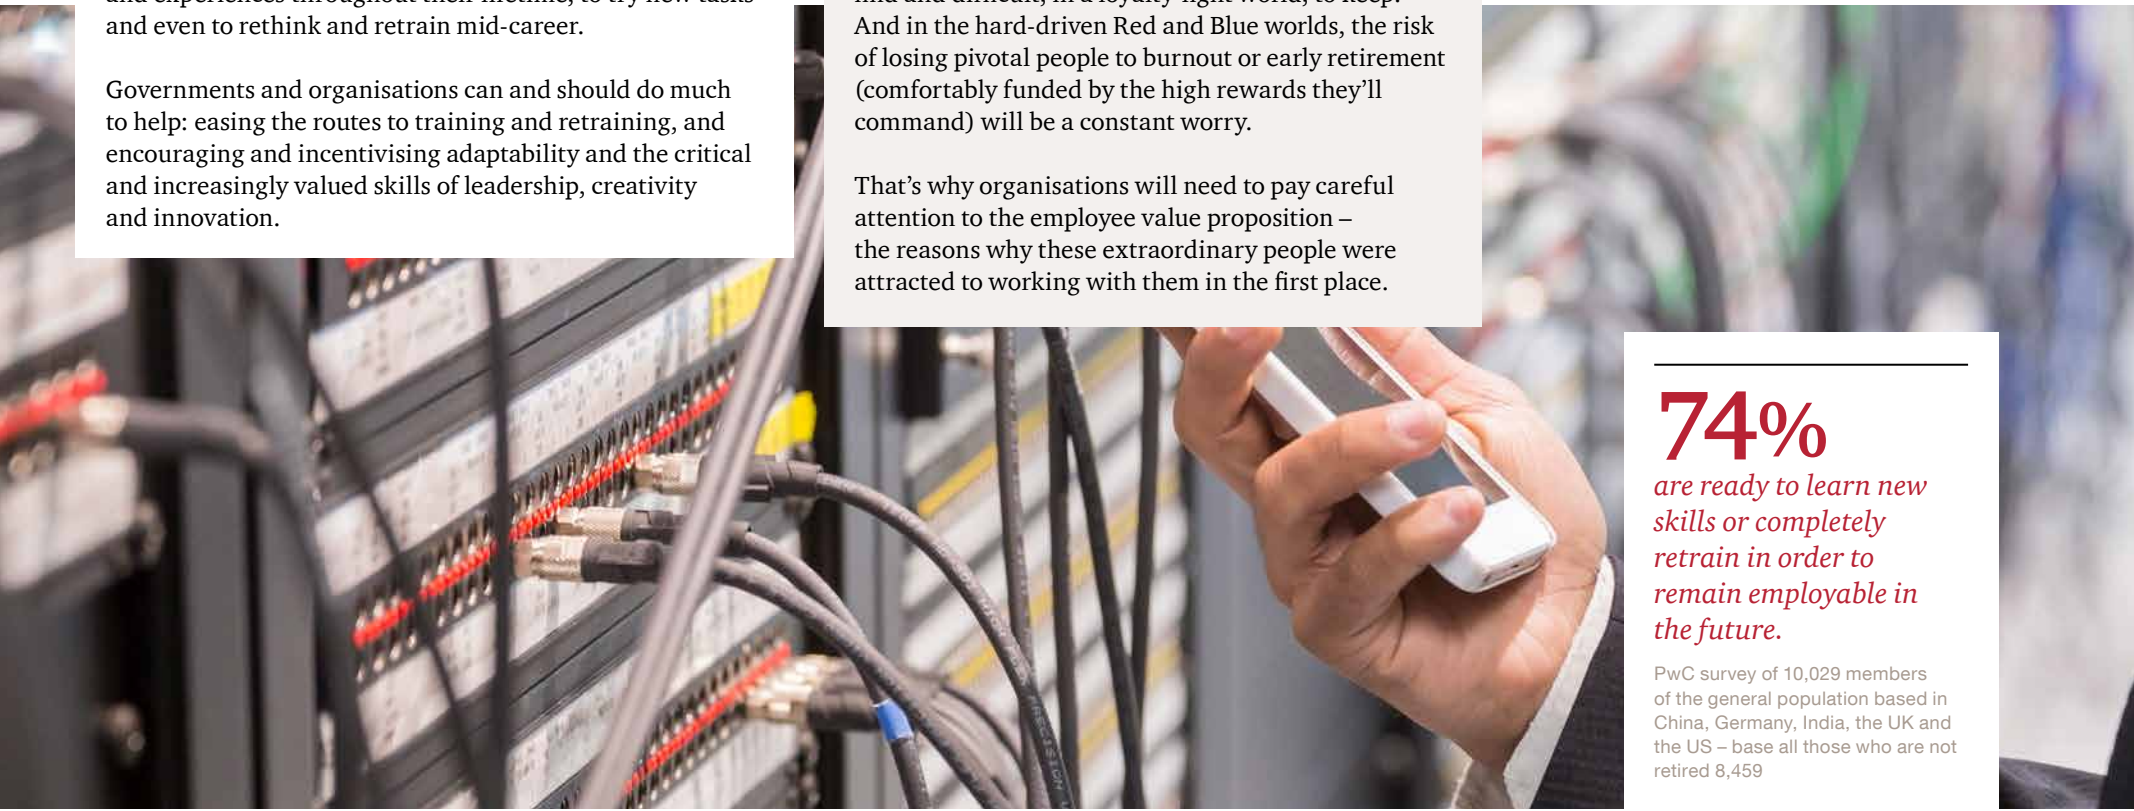 and even to rethink and retrain mid-career.
Governments and organisations can and should do much
to help: easing the routes to training and retraining, and
encouraging and incentivising adaptability and the critical
and increasingly valued skills of leadership, creativity
and innovation.
And in the hard-driven Red and Blue worlds, the risk
of losing pivotal people to burnout or early retirement
(comfortably funded by the high rewards they’ll
command) will be a constant worry.
That’s why organisations will need to pay careful
attention to the employee value proposition –
the reasons why these extraordinary people were
attracted to working with them in the first place.
74%
are ready to learn new
skills or completely
retrain in order to
remain employable in
the future.
PwC survey of 10,029 members
of the general population based in
China, Germany, India, the UK and
the US – base all those who are not
retired 8,459
PRECISION